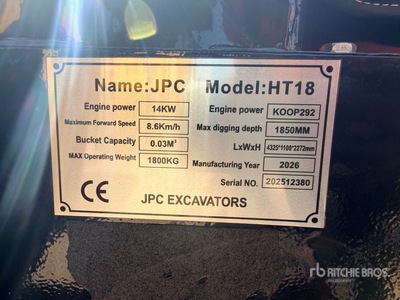 Name:JPC Model:HT18
Engine power 14KW Engine power KOOP292
Maximum Forward Speed 8.6Km/h Max digging depth 1850MM
Bucket Capacity 0.03M³ LxWxH 4325*1100*2272mm
MAX Operating Weight 1800KG Manufacturing Year 2026
Serial NO. 202512380
CE JPC EXCAVATORS
rb RITCHIE BROS.